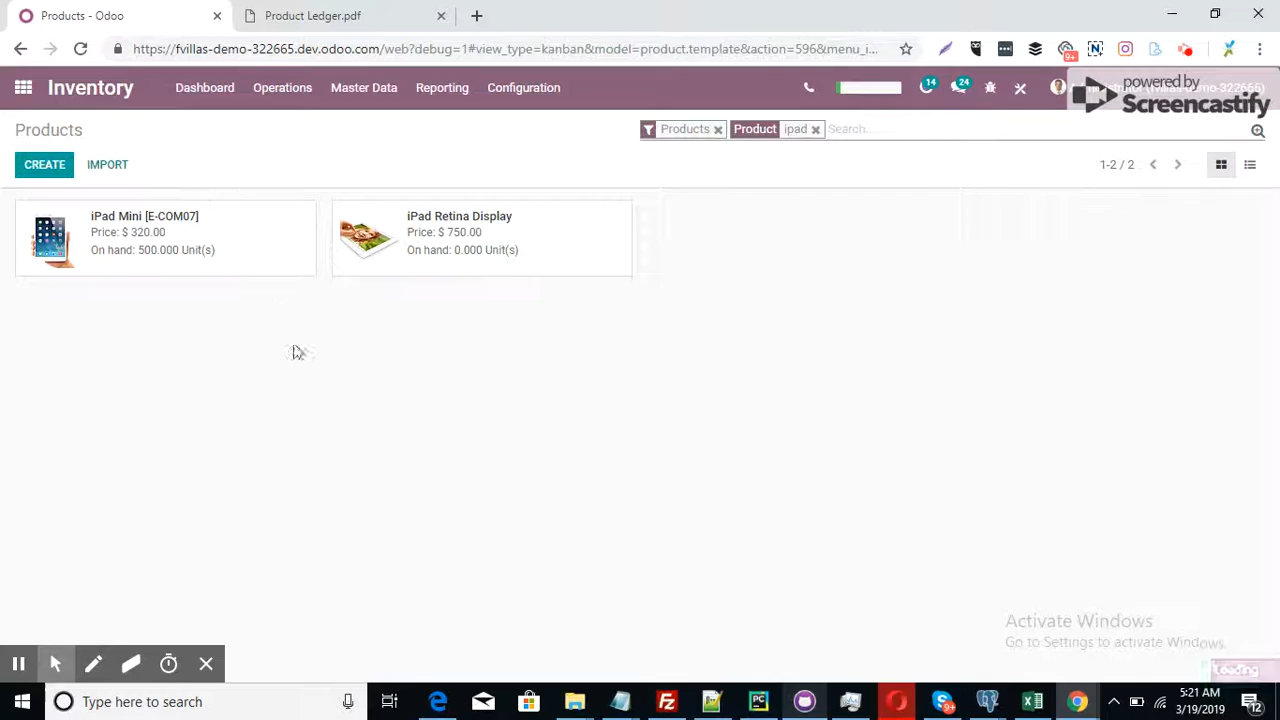 Products - Odoo
Product Ledger.pdf
https://fvillas-demo-322665.dev.odoo.com/web?debug=1#view_type=kanban&model=product.template&action=596&menu_i...
9+
Inventory
Dashboard
Operations
Master Data
Reporting
Configuration
14
24
powered by
Screencastify
Products
Products
Product
ipad
Search...
CREATE
IMPORT
1-2 / 2
iPad Mini [E-COM07]
Price: $ 320.00
On hand: 500.000 Unit(s)
iPad Retina Display
Price: $ 750.00
On hand: 0.000 Unit(s)
Activate Windows
Go to Settings to activate Windows.
Loading
Type here to search
9+
5:21 AM
3/19/2019
12